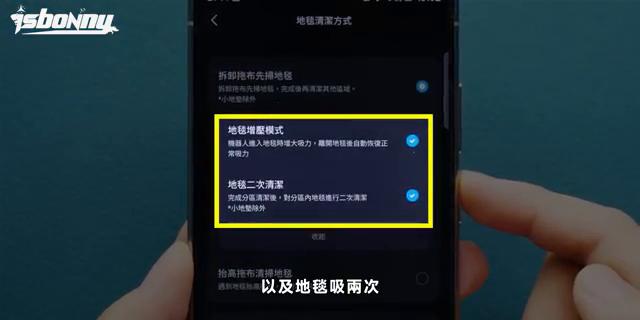 isbonny
地毯清潔方式
拆卸拖布先掃地毯
拆卸拖布先掃地毯，完成後再清潔其他區域。
*小地墊除外
地毯增壓模式
機器人進入地毯時增大吸力，離開地毯後自動恢復正
常吸力
地毯二次清潔
完成分區清潔後，對分區內地毯進行二次清潔
*小地墊除外
收起
抬高拖布清掃地毯
遇到地毯抬高
以及地毯吸兩次